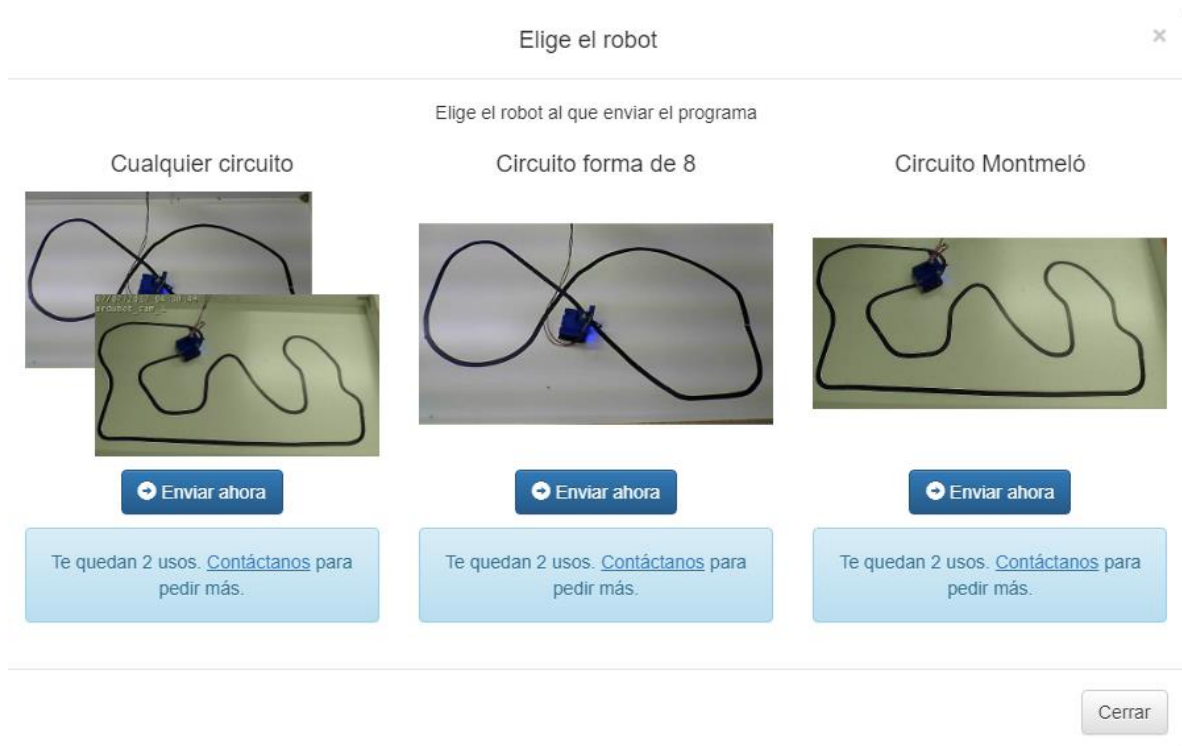 Elige el robot
×
Elige el robot al que enviar el programa
Cualquier circuito
Circuito forma de 8
Circuito Montmeló
Enviar ahora
Enviar ahora
Enviar ahora
Te quedan 2 usos. Contáctanos para
pedir más.
Te quedan 2 usos. Contáctanos para
pedir más.
Te quedan 2 usos. Contáctanos para
pedir más.
Cerrar